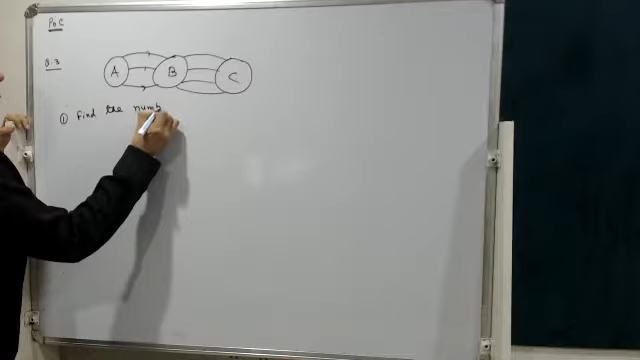 PoC
Q.3
A B C
① Find the numb